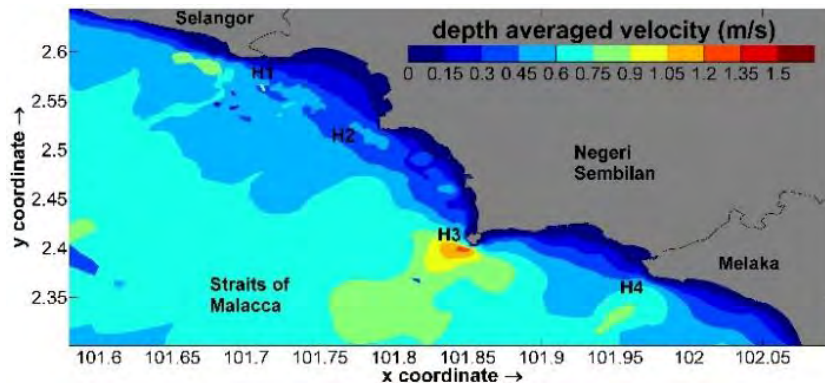 Selangor
depth averaged velocity (m/s)
0 0.15 0.3 0.45 0.6 0.75 0.9 1.05 1.2 1.35 1.5
H1
H2
H3
H4
Negeri
Sembilan
Melaka
Straits of
Malacca
y coordinate →
2.6
2.55
2.5
2.45
2.4
2.35
101.6 101.65 101.7 101.75 101.8 101.85 101.9 101.95 102 102.05
x coordinate →